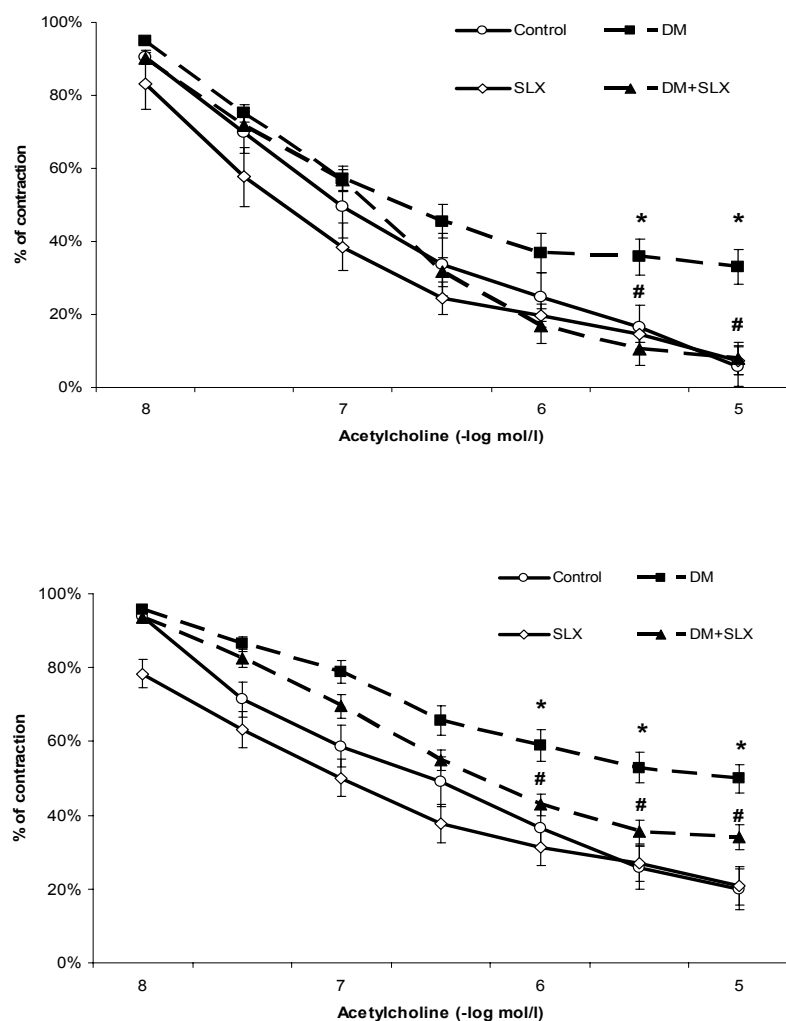 100%
80%
60%
40%
20%
0%
% of contraction
Control DM
SLX DM+SLX
* *
#
#
8 7 6 5
Acetylcholine (-log mol/l)
100%
80%
60%
40%
20%
0%
% of contraction
Control DM
SLX DM+SLX
* * *
# # #
8 7 6 5
Acetylcholine (-log mol/l)